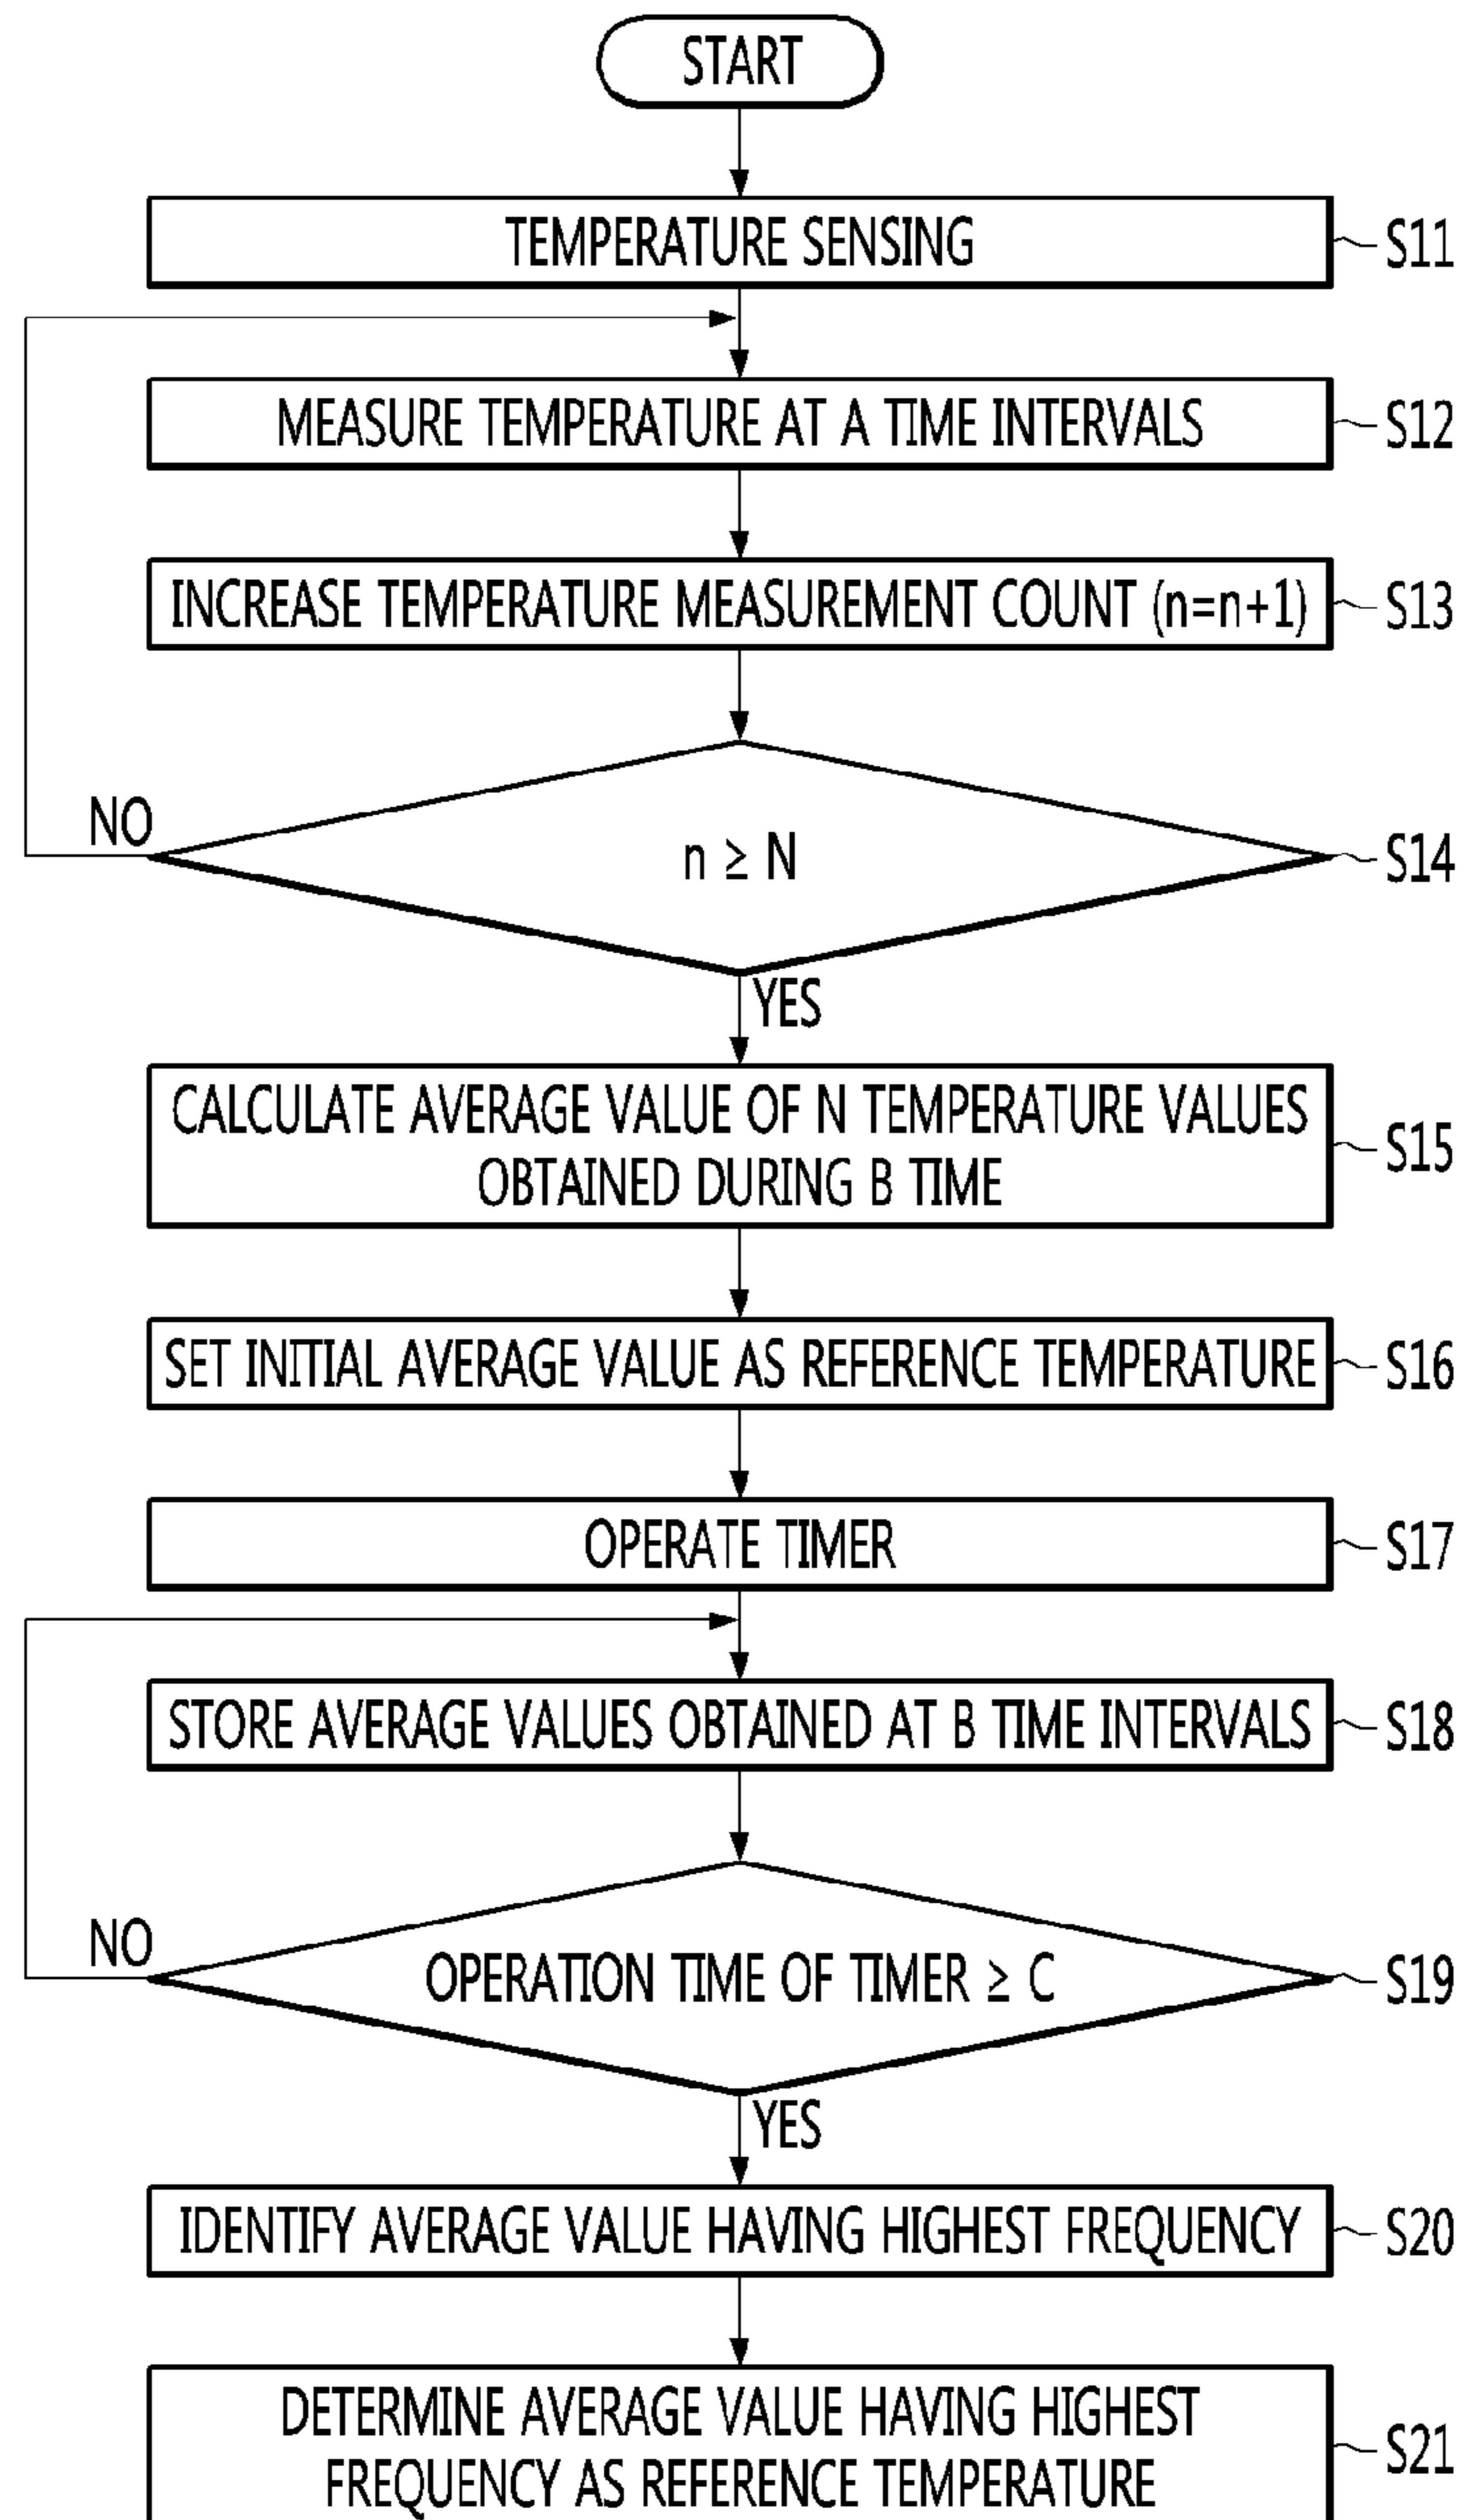 START
TEMPERATURE SENSING
S11
MEASURE TEMPERATURE AT A TIME INTERVALS
S12
INCREASE TEMPERATURE MEASUREMENT COUNT (n=n+1)
S13
NO
n ≥ N
S14
YES
CALCULATE AVERAGE VALUE OF N TEMPERATURE VALUES
OBTAINED DURING B TIME
S15
SET INITIAL AVERAGE VALUE AS REFERENCE TEMPERATURE
S16
OPERATE TIMER
S17
STORE AVERAGE VALUES OBTAINED AT B TIME INTERVALS
S18
NO
OPERATION TIME OF TIMER ≥ C
S19
YES
IDENTIFY AVERAGE VALUE HAVING HIGHEST FREQUENCY
S20
DETERMINE AVERAGE VALUE HAVING HIGHEST
FREQUENCY AS REFERENCE TEMPERATURE
S21